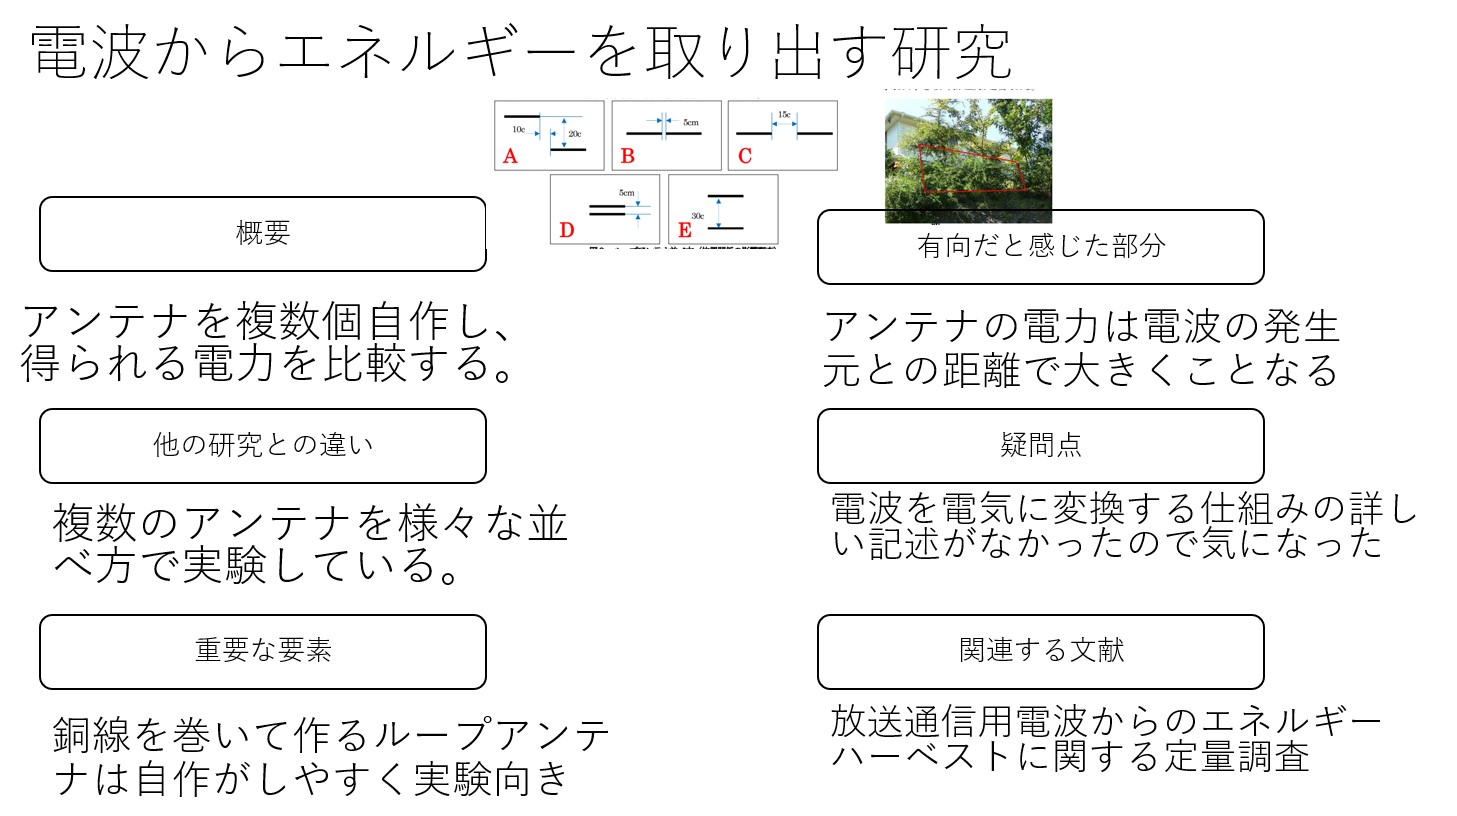 電波からエネルギーを取り出す研究
10c
20c
A
5cm
B
15c
C
5cm
D
30c
E
概要
アンテナを複数個自作し、
得られる電力を比較する。
他の研究との違い
複数のアンテナを様々な並
べ方で実験している。
重要な要素
銅線を巻いて作るループアンテ
ナは自作がしやすく実験向き
有向だと感じた部分
アンテナの電力は電波の発生
元との距離で大きくことなる
疑問点
電波を電気に変換する仕組みの詳し
い記述がなかったので気になった
関連する文献
放送通信用電波からのエネルギー
ハーベストに関する定量調査